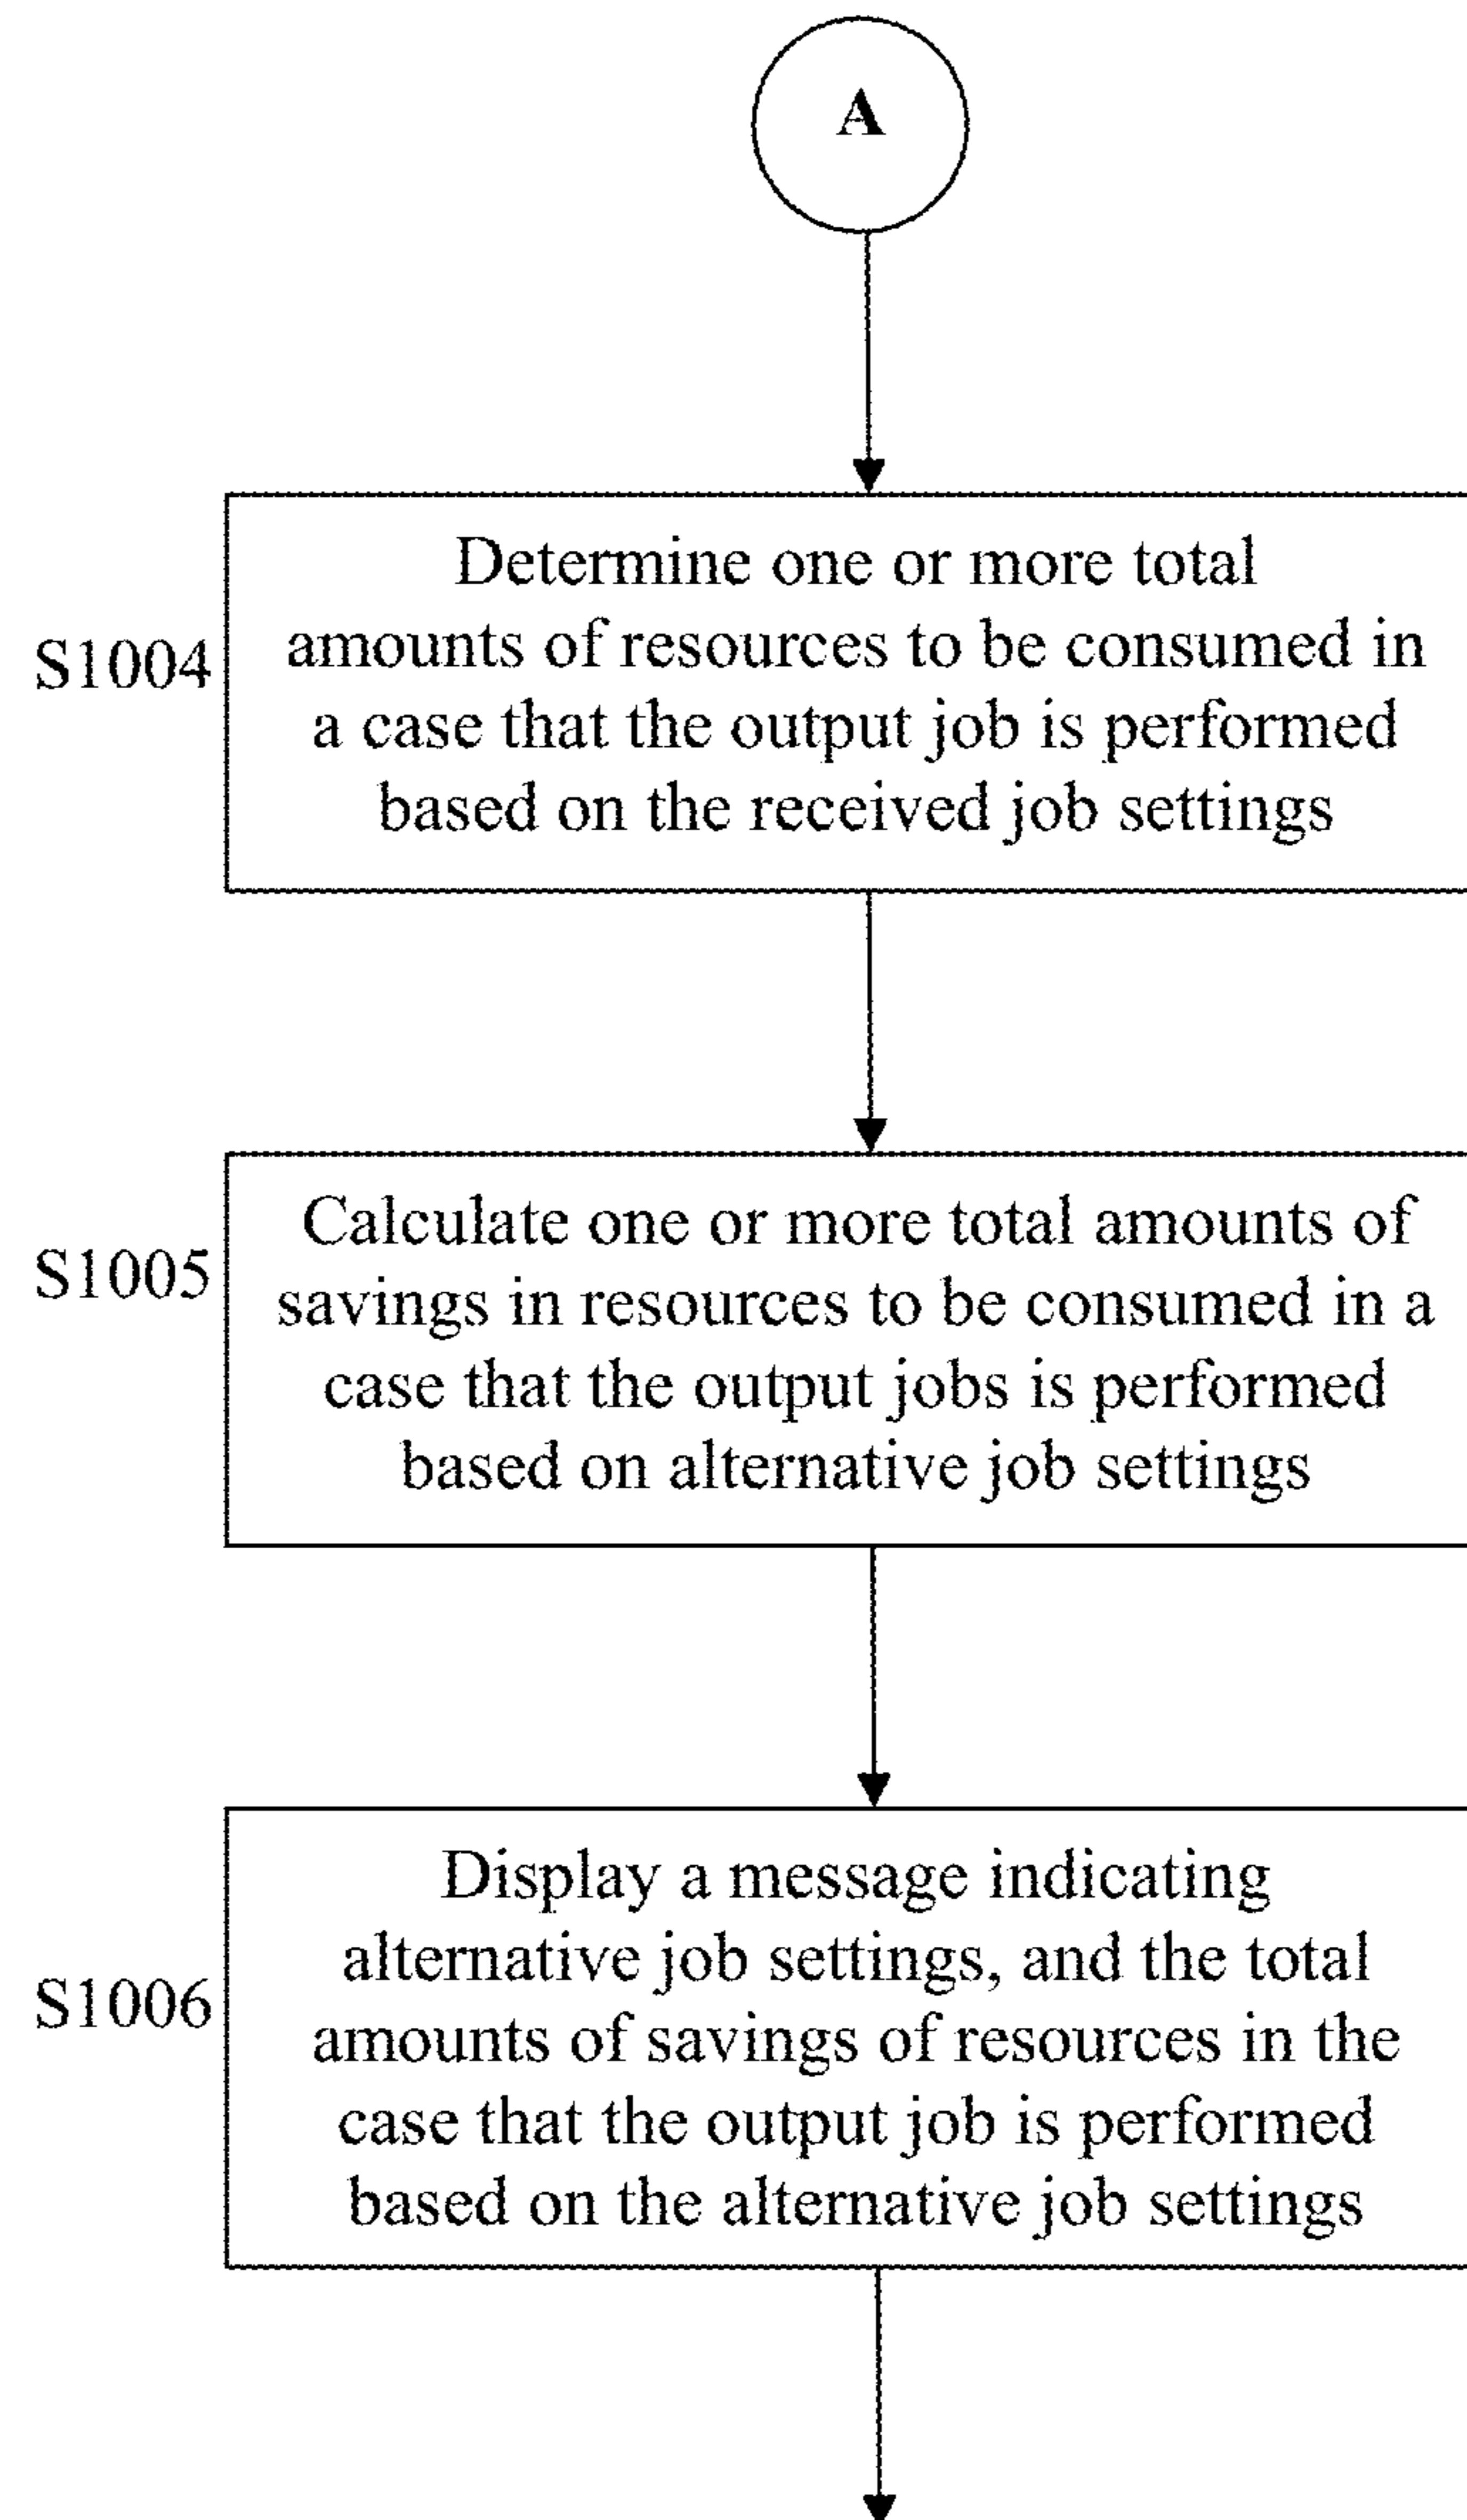 A
Determine one or more total
amounts of resources to be consumed in
S1004
a case that the output job is performed
based on the received job settings
Calculate one or more total amounts of
S1005
savings in resources to be consumed in a
case that the output jobs is performed
based on alternative job settings
Display a message indicating
alternative job settings, and the total
S1006
amounts of savings of resources in the
case that the output job is performed
based on the alternative job settings